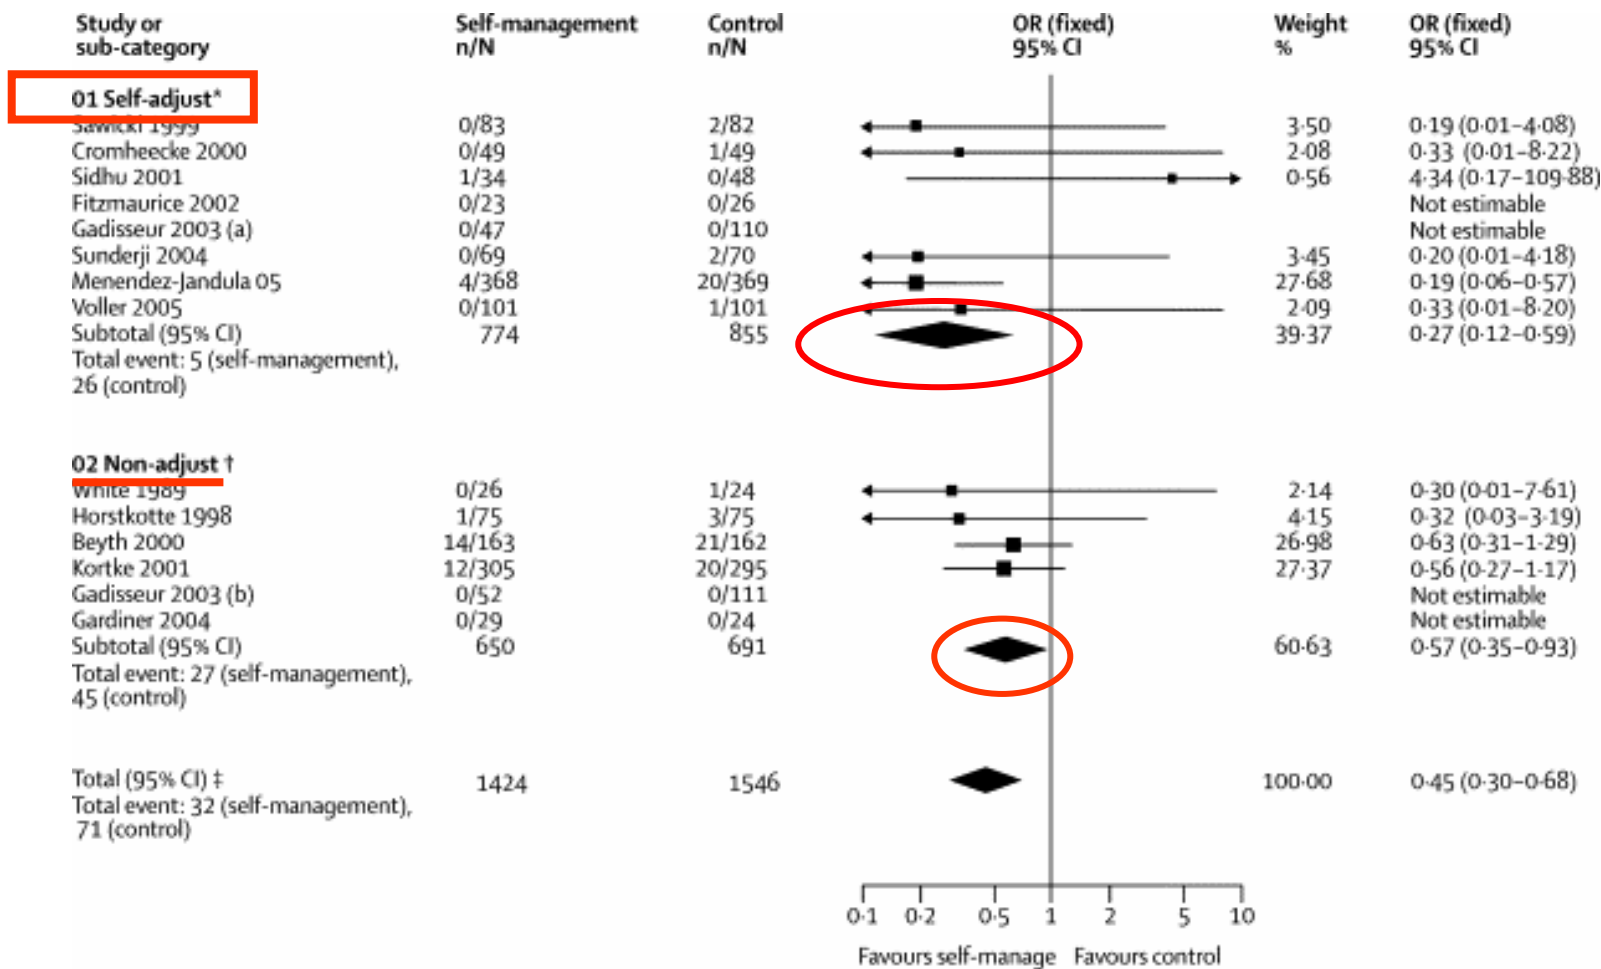 Study or sub-category Self-management n/N Control n/N OR (fixed) 95% CI Weight % OR (fixed) 95% CI
01 Self-adjust*
Sawicki 1999 0/83 2/82 3·50 0·19 (0·01–4·08)
Cromheecke 2000 0/49 1/49 2·08 0·33 (0·01–8·22)
Sidhu 2001 1/34 0/48 0·56 4·34 (0·17–109·88)
Fitzmaurice 2002 0/23 0/26 Not estimable
Gadisseur 2003 (a) 0/47 0/110 Not estimable
Sunderji 2004 0/69 2/70 3·45 0·20 (0·01–4·18)
Menendez-Jandula 05 4/368 20/369 27·68 0·19 (0·06–0·57)
Voller 2005 0/101 1/101 2·09 0·33 (0·01–8·20)
Subtotal (95% CI) 774 855 39·37 0·27 (0·12–0·59)
Total event: 5 (self-management),
26 (control)
02 Non-adjust †
White 1989 0/26 1/24 2·14 0·30 (0·01–7·61)
Horstkotte 1998 1/75 3/75 4·15 0·32 (0·03–3·19)
Beyth 2000 14/163 21/162 26·98 0·63 (0·31–1·29)
Kortke 2001 12/305 20/295 27·37 0·56 (0·27–1·17)
Gadisseur 2003 (b) 0/52 0/111 Not estimable
Gardiner 2004 0/29 0/24 Not estimable
Subtotal (95% CI) 650 691 60·63 0·57 (0·35–0·93)
Total event: 27 (self-management),
45 (control)
Total (95% CI) ‡ 1424 1546 100·00 0·45 (0·30–0·68)
Total event: 32 (self-management),
71 (control)
0·1 0·2 0·5 1 2 5 10
Favours self-manage Favours control